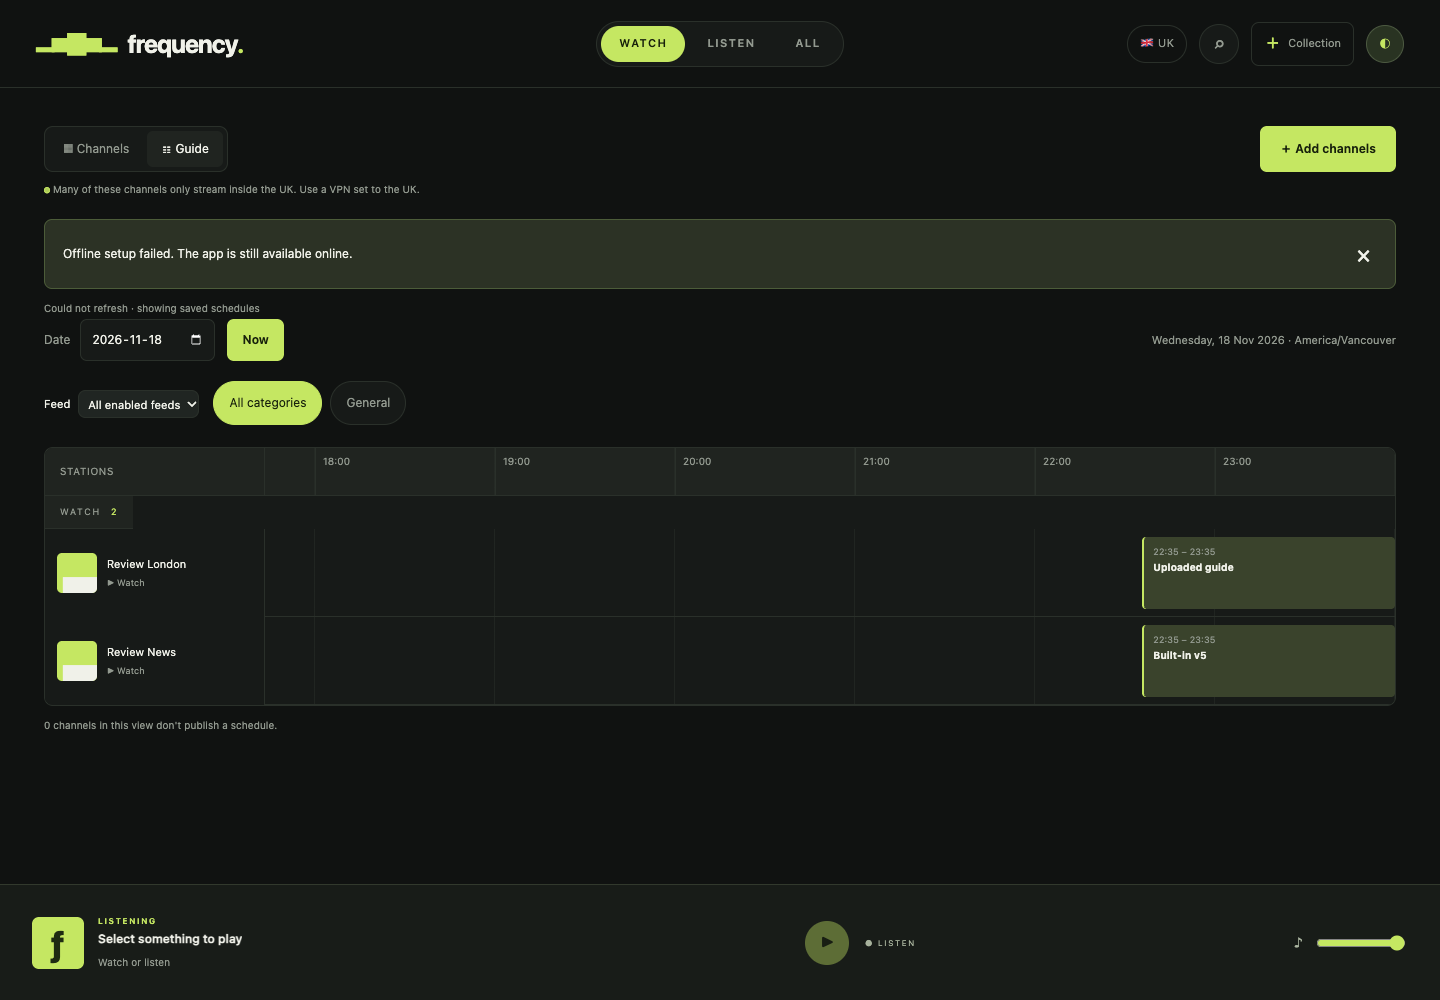 frequency.
WATCH LISTEN ALL
UK
+ Collection
Channels
Guide
+ Add channels
Many of these channels only stream inside the UK. Use a VPN set to the UK.
Offline setup failed. The app is still available online.
Could not refresh · showing saved schedules
Date 2026-11-18 Now
Wednesday, 18 Nov 2026 · America/Vancouver
Feed All enabled feeds All categories General
STATIONS 18:00 19:00 20:00 21:00 22:00 23:00
WATCH 2
Review London
▶ Watch
22:35 – 23:35
Uploaded guide
Review News
▶ Watch
22:35 – 23:35
Built-in v5
0 channels in this view don't publish a schedule.
f
LISTENING
Select something to play
Watch or listen
LISTEN